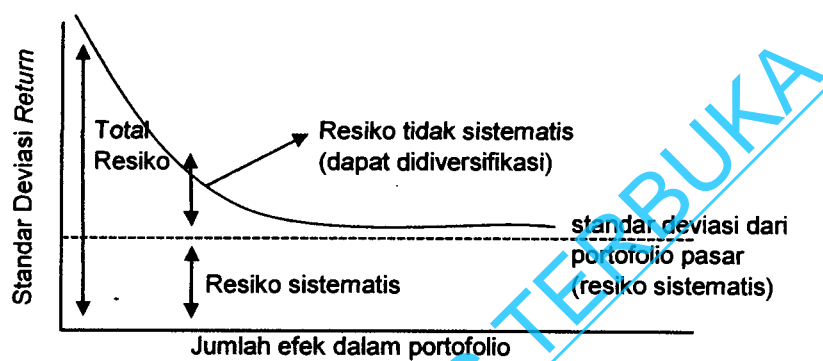 Standar Deviasi Return
Total
Resiko
Resiko tidak sistematis
(dapat didiversifikasi)
standar deviasi dari
portofolio pasar
(resiko sistematis)
Resiko sistematis
Jumlah efek dalam portofolio
TERBUKA